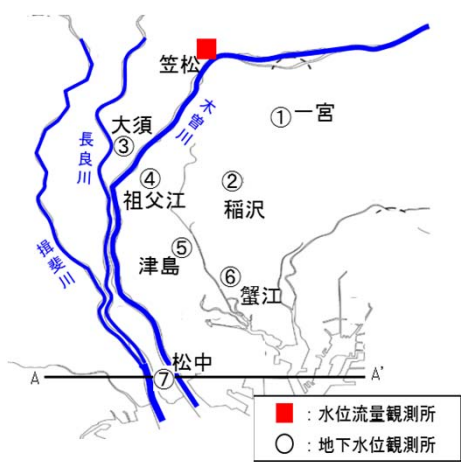 笠松
木曽川
①一宮
大須
③
長良川
④
祖父江
②
稲沢
揖斐川
⑤
津島
⑥
蟹江
松中
⑦
A
A'
：水位流量観測所
：地下水位観測所